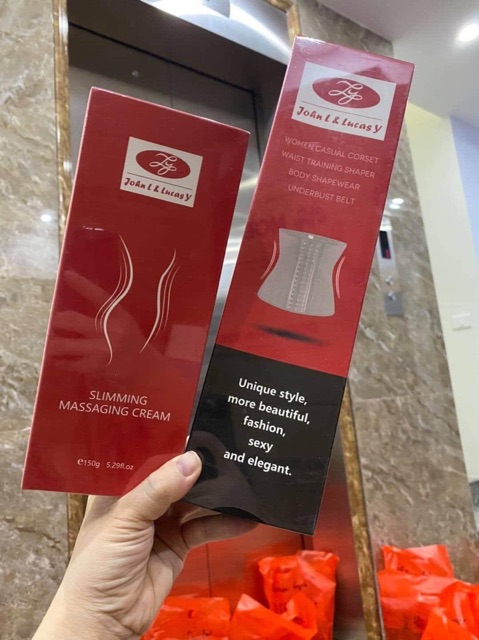 John L & Lucas Y
SLIMMING
MASSAGING CREAM
℮150g 5.29fl.oz
John L & Lucas Y
WOMEN CASUAL CORSET
WAIST TRAINING SHAPER
BODY SHAPEWEAR
UNDERBUST BELT
Unique style,
more beautiful,
fashion,
sexy
and elegant.